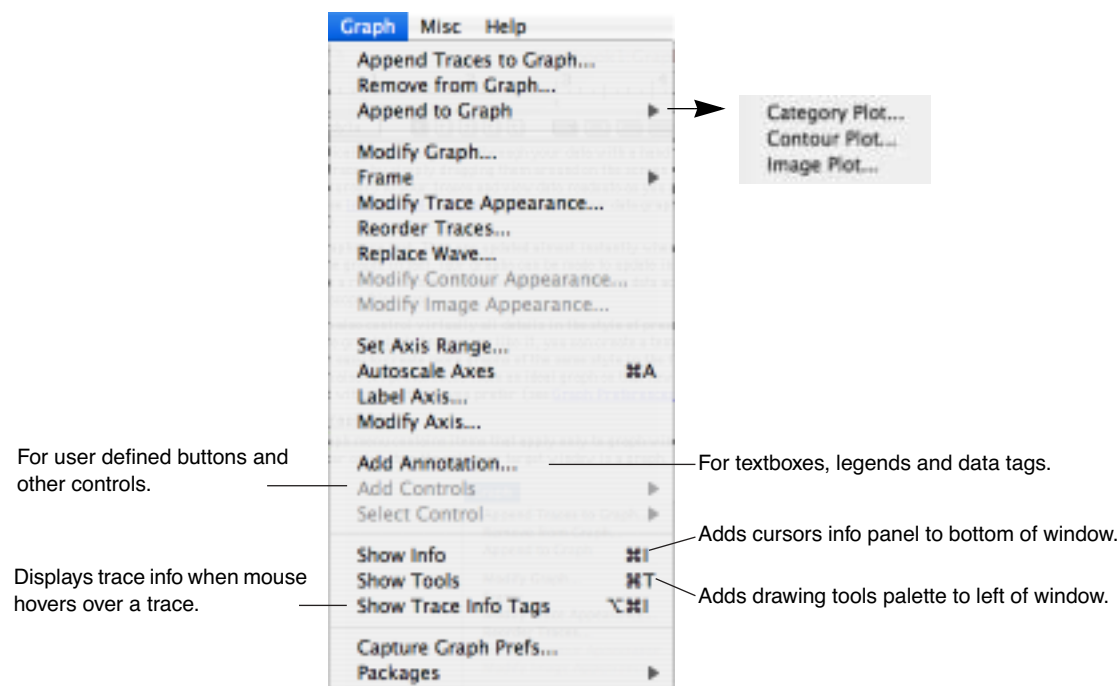 Graph Misc Help
Append Traces to Graph...
Remove from Graph...
Append to Graph
Category Plot...
Contour Plot...
Image Plot...
Modify Graph...
Frame
Modify Trace Appearance...
Reorder Traces...
Replace Wave...
Modify Contour Appearance...
Modify Image Appearance...
Set Axis Range...
Autoscale Axes ⌘A
Label Axis...
Modify Axis...
For user defined buttons and
other controls.
Add Annotation...
For textboxes, legends and data tags.
Add Controls
Select Control
Adds cursors info panel to bottom of window.
Show Info ⌘I
Displays trace info when mouse
hovers over a trace.
Show Tools ⌘T
Adds drawing tools palette to left of window.
Show Trace Info Tags ⌥⌘I
Capture Graph Prefs...
Packages